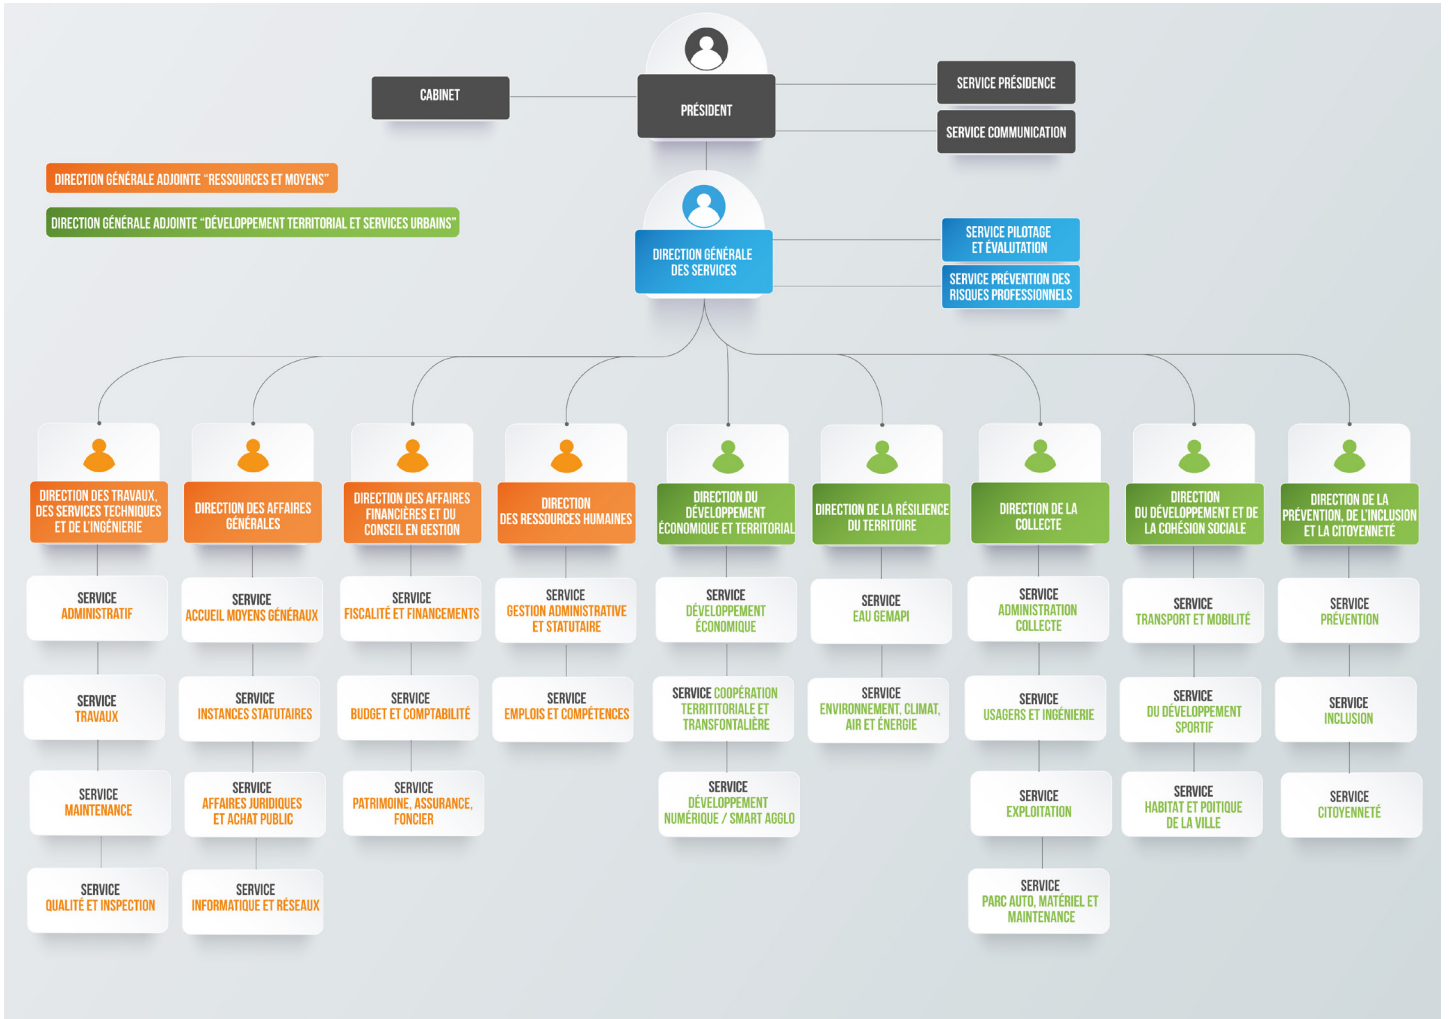 CABINET
PRÉSIDENT
SERVICE PRÉSIDENCE
SERVICE COMMUNICATION
DIRECTION GÉNÉRALE ADJOINTE “RESSOURCES ET MOYENS”
DIRECTION GÉNÉRALE ADJOINTE “DÉVELOPPEMENT TERRITORIAL ET SERVICES URBAINS”
DIRECTION GÉNÉRALE
DES SERVICES
SERVICE PILOTAGE
ET ÉVALUTATION
SERVICE PRÉVENTION DES
RISQUES PROFESSIONNELS
DIRECTION DES TRAVAUX,
DES SERVICES TECHNIQUES
ET DE L'INGÉNIERIE
SERVICE
ADMINISTRATIF
SERVICE
TRAVAUX
SERVICE
MAINTENANCE
SERVICE
QUALITÉ ET INSPECTION
DIRECTION DES AFFAIRES
GÉNÉRALES
SERVICE
ACCUEIL MOYENS GÉNÉRAUX
SERVICE
INSTANCES STATUTAIRES
SERVICE
AFFAIRES JURIDIQUES
ET ACHAT PUBLIC
SERVICE
INFORMATIQUE ET RÉSEAUX
DIRECTION DES AFFAIRES
FINANCIÈRES ET DU
CONSEIL EN GESTION
SERVICE
FISCALITÉ ET FINANCEMENTS
SERVICE
BUDGET ET COMPTABILITÉ
SERVICE
PATRIMOINE, ASSURANCE,
FONCIER
DIRECTION
DES RESSOURCES HUMAINES
SERVICE
GESTION ADMINISTRATIVE
ET STATUTAIRE
SERVICE
EMPLOIS ET COMPÉTENCES
DIRECTION DU
DÉVELOPPEMENT
ÉCONOMIQUE ET TERRITORIAL
SERVICE
DÉVELOPPEMENT
ÉCONOMIQUE
SERVICE COOPÉRATION
TERRITITORIALE ET
TRANSFONTALIÈRE
SERVICE
DÉVELOPPEMENT
NUMÉRIQUE / SMART AGGLO
DIRECTION DE LA RÉSILIENCE
DU TERRITOIRE
SERVICE
EAU GEMAPI
SERVICE
ENVIRONNEMENT, CLIMAT,
AIR ET ÉNERGIE
DIRECTION DE LA
COLLECTE
SERVICE
ADMINISTRATION
COLLECTE
SERVICE
USAGERS ET INGÉNIERIE
SERVICE
EXPLOITATION
SERVICE
PARC AUTO, MATÉRIEL ET
MAINTENANCE
DIRECTION
DU DÉVELOPPEMENT ET DE
LA COHÉSION SOCIALE
SERVICE
TRANSPORT ET MOBILITÉ
SERVICE
DU DÉVELOPPEMENT
SPORTIF
SERVICE
HABITAT ET POITIQUE
DE LA VILLE
DIRECTION DE LA
PRÉVENTION, DE L'INCLUSION
ET LA CITOYENNETÉ
SERVICE
PRÉVENTION
SERVICE
INCLUSION
SERVICE
CITOYENNETÉ